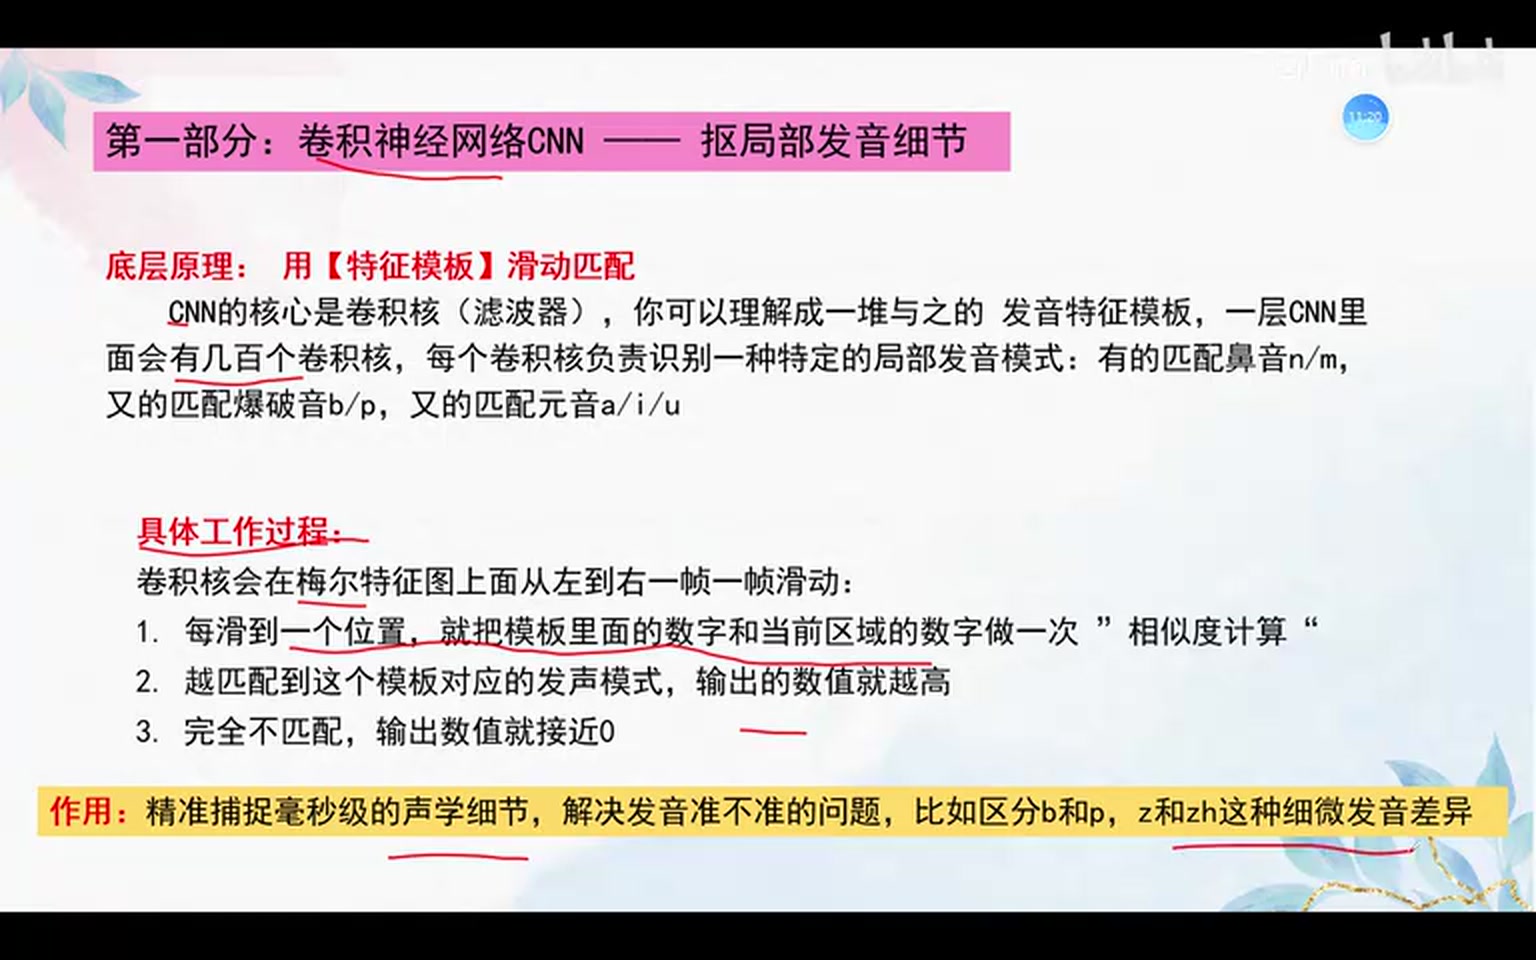 第一部分：卷积神经网络CNN —— 抠局部发音细节
11:20
底层原理： 用【特征模板】滑动匹配
CNN的核心是卷积核（滤波器），你可以理解成一堆与之的 发音特征模板，一层CNN里
面会有几百个卷积核，每个卷积核负责识别一种特定的局部发音模式：有的匹配鼻音n/m，
又的匹配爆破音b/p，又的匹配元音a/i/u
具体工作过程：
卷积核会在梅尔特征图上面从左到右一帧一帧滑动：
1. 每滑到一个位置，就把模板里面的数字和当前区域的数字做一次 ”相似度计算“
2. 越匹配到这个模板对应的发声模式，输出的数值就越高
3. 完全不匹配，输出数值就接近0
作用：精准捕捉毫秒级的声学细节，解决发音准不准的问题，比如区分b和p，z和zh这种细微发音差异